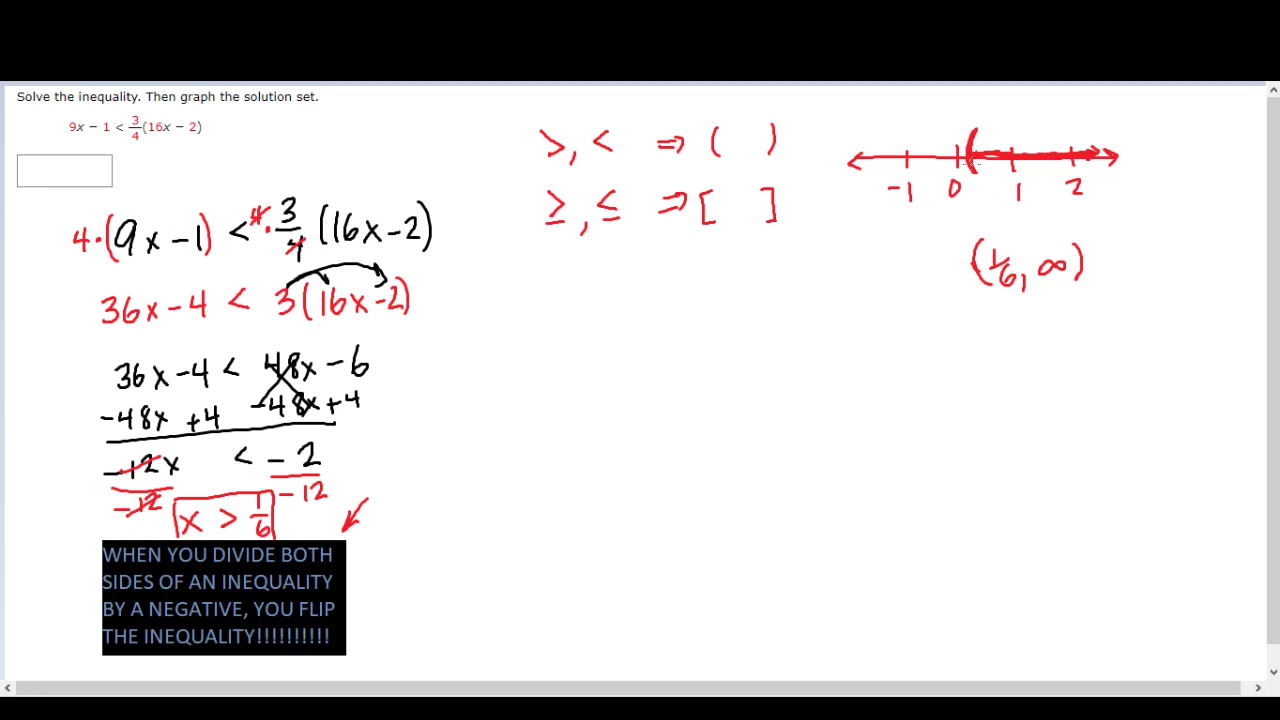 Solve the inequality. Then graph the solution set.
9x − 1 < 3/4(16x − 2)
4·(9x−1) < 4· 3/4 (16x−2)
36x−4 < 3(16x−2)
36x−4 < 48x−6
−48x +4 −48x+4
−12x < −2
−12 −12
x > 1/6
WHEN YOU DIVIDE BOTH
SIDES OF AN INEQUALITY
BY A NEGATIVE, YOU FLIP
THE INEQUALITY!!!!!!!!!!
>, < ⇒ ( )
≥, ≤ ⇒ [ ]
(
−1 0 1 2
(1/6, ∞)